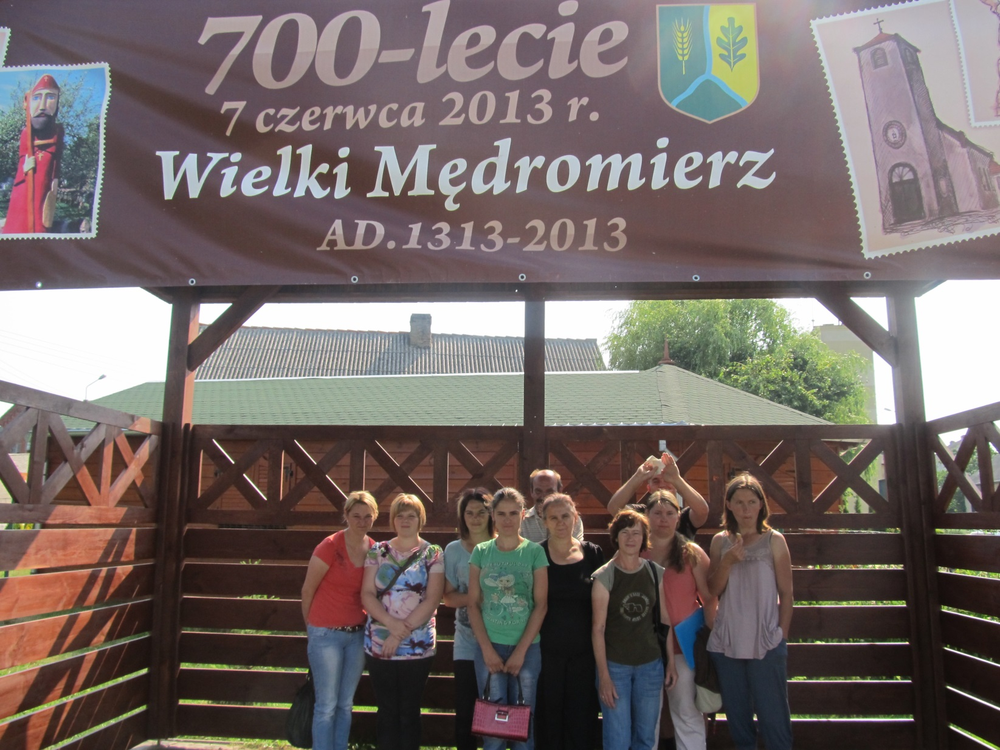 700-lecie
7 czerwca 2013 r.
Wielki Mędromierz
AD.1313-2013